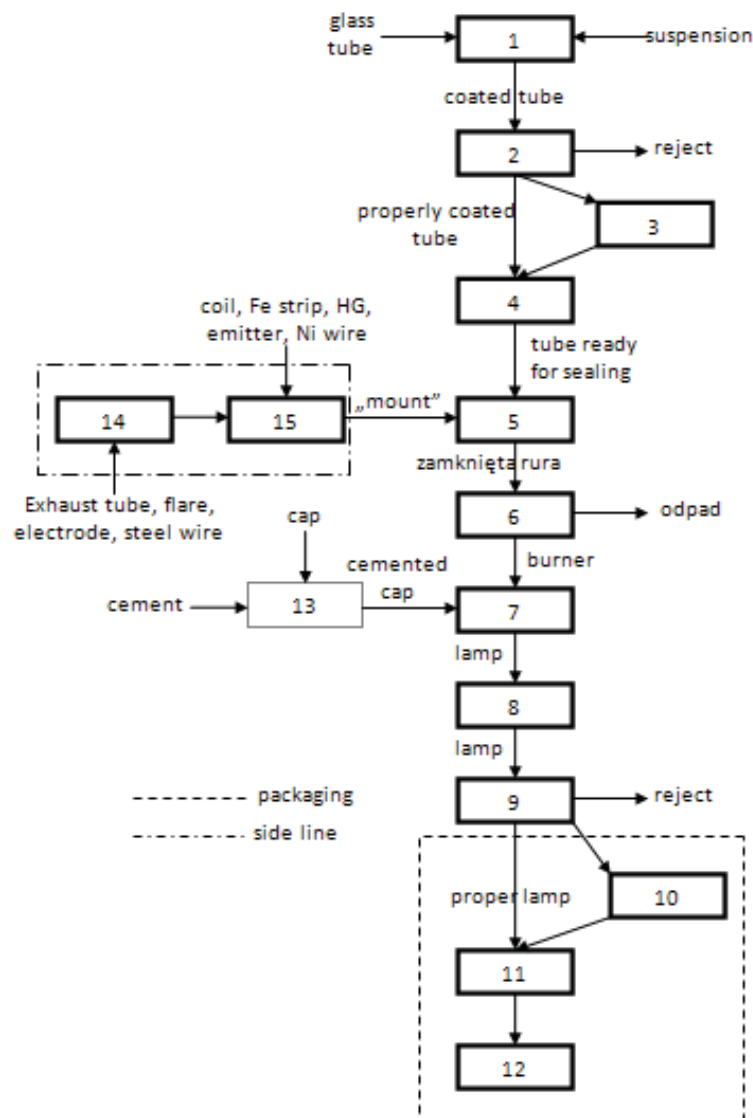 glass
tube
1
suspension
coated tube
2
reject
properly coated
tube
3
4
coil, Fe strip, HG,
emitter, Ni wire
tube ready
for sealing
14
15
„mount”
5
zamknięta rura
Exhaust tube, flare,
electrode, steel wire
6
odpad
cap
burner
cemented
cap
cement
13
7
lamp
8
lamp
9
reject
packaging
side line
proper lamp
10
11
12